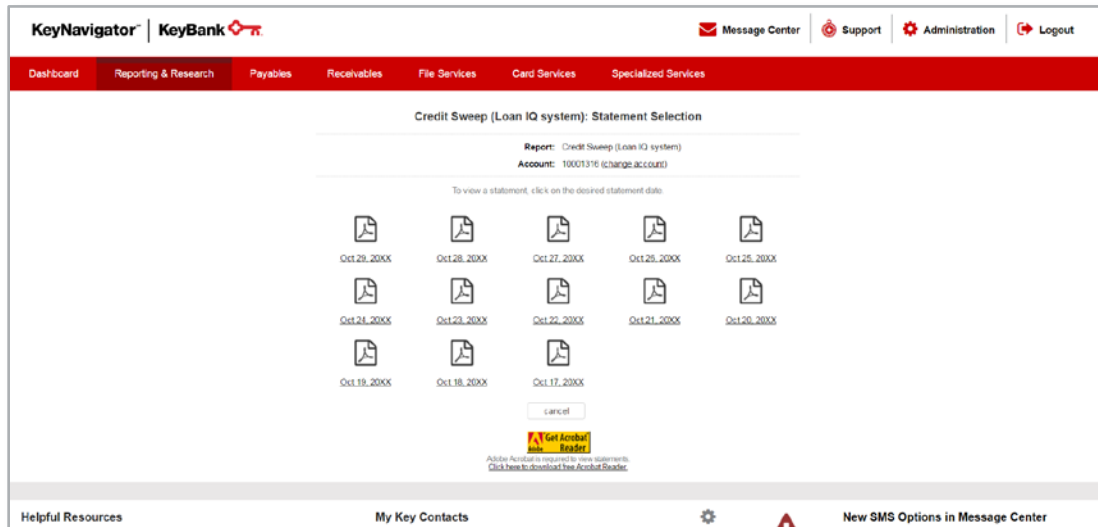 KeyNavigator™ | KeyBank
Message Center Support Administration Logout
Dashboard Reporting & Research Payables Receivables File Services Card Services Specialized Services
Credit Sweep (Loan IQ system): Statement Selection
Report: Credit Sweep (Loan IQ system)
Account: 10001316 (change account)
To view a statement, click on the desired statement date.
Oct 29, 20XX Oct 28, 20XX Oct 27, 20XX Oct 26, 20XX Oct 25, 20XX
Oct 24, 20XX Oct 23, 20XX Oct 22, 20XX Oct 21, 20XX Oct 20, 20XX
Oct 19, 20XX Oct 18, 20XX Oct 17, 20XX
cancel
Get Acrobat
Adobe Reader
Adobe Acrobat is required to view statements.
Click here to download free Acrobat Reader.
Helpful Resources My Key Contacts New SMS Options in Message Center